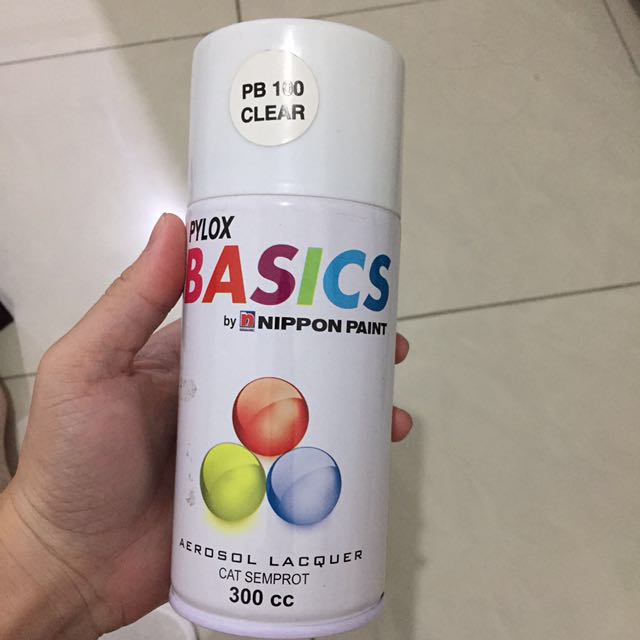 PB 100
CLEAR
PYLOX
BASICS
by NIPPON PAINT
AEROSOL LACQUER
CAT SEMPROT
300 cc